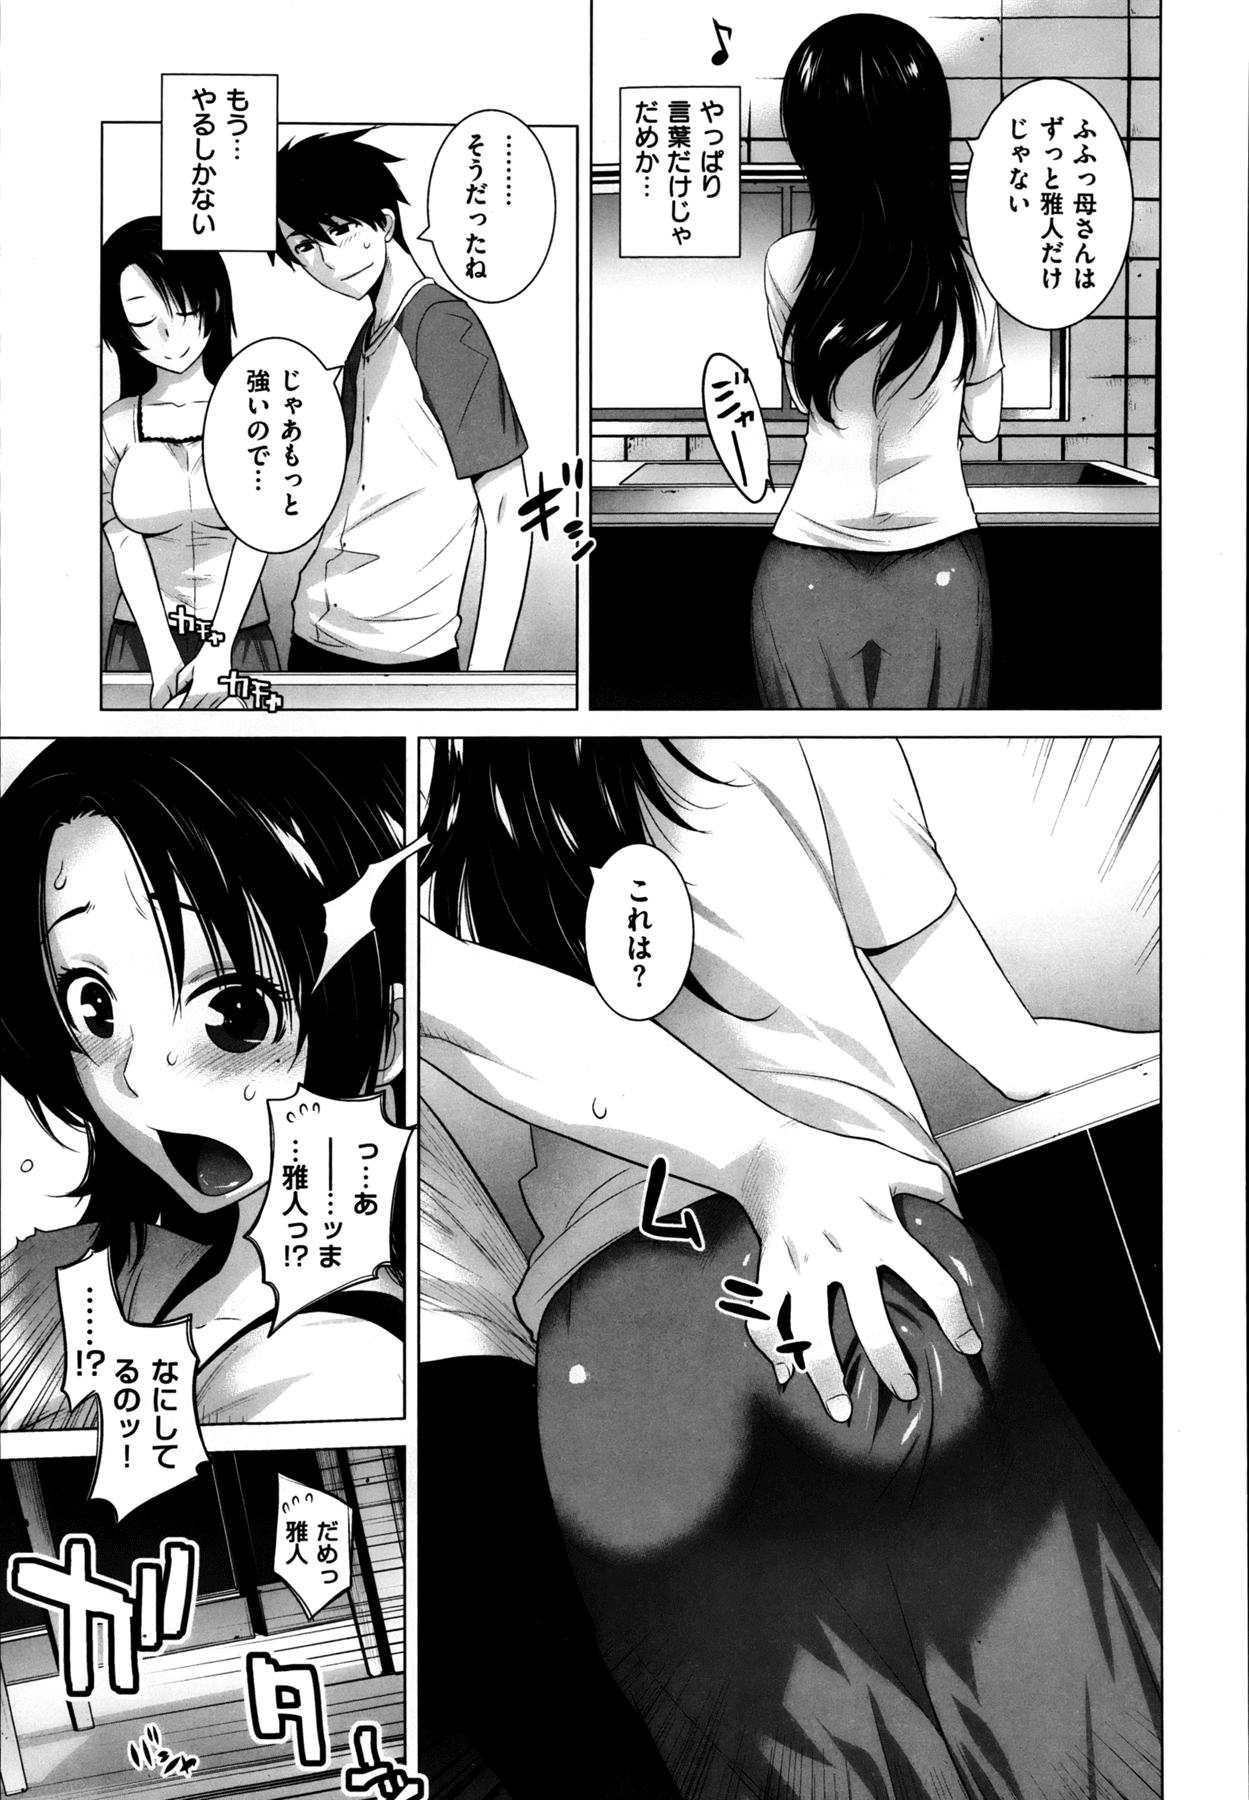 ふふっ母さんは
ずっと雅人だけ
じゃない
♪
やっぱり
言葉だけじゃ
だめか…
ジャー
………
そうだったね
じゃあもっと
強いので…
もう…
やるしかない
ギシッ
カチャ
カチャ
これは?
ムニィ
っ…あ
━━…ッま
…雅人っ!?
なにして
るのッ!
………!?
だめっ
雅人
ガタッ
バシャ